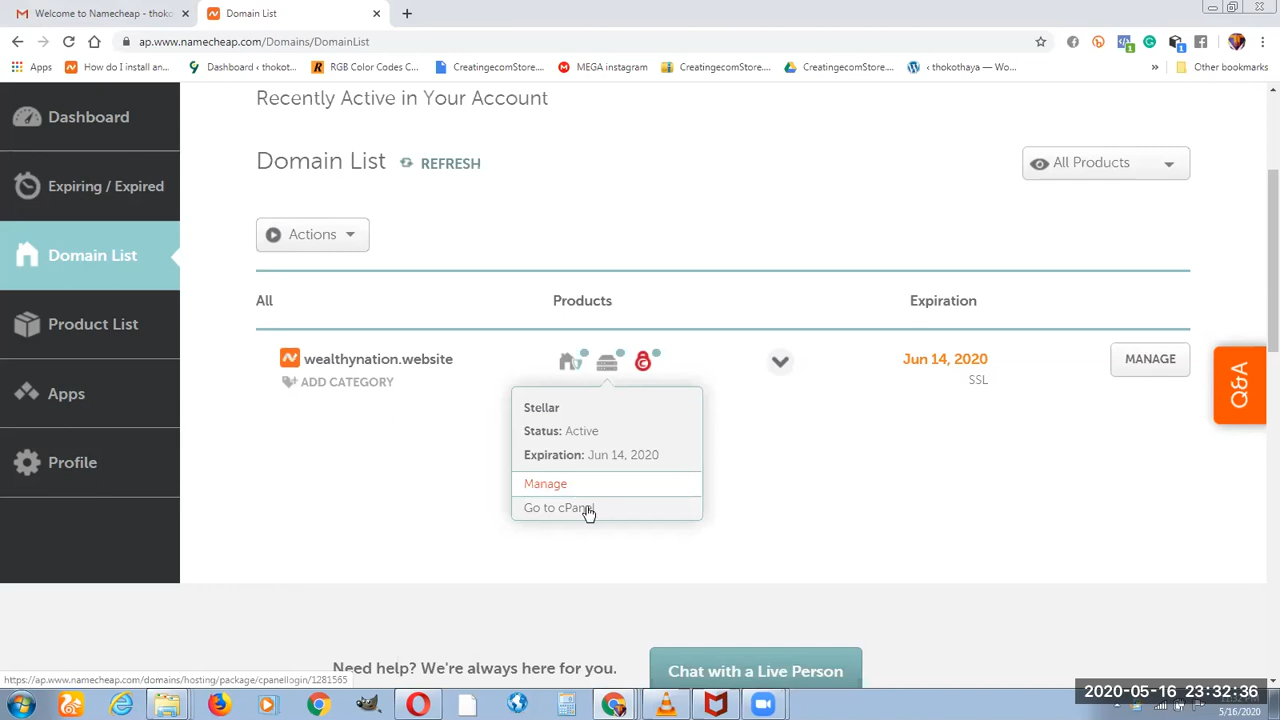 Welcome to Namecheap - thoko
Domain List
ap.www.namecheap.com/Domains/DomainList
Apps
How do I install an...
Dashboard ‹ thokot...
RGB Color Codes C...
CreatingecomStore....
MEGA instagram
CreatingecomStore....
CreatingecomStore....
‹ thokothaya — Wo...
»
Other bookmarks
Dashboard
Expiring / Expired
Domain List
Product List
Apps
Profile
Recently Active in Your Account
Domain List
REFRESH
All Products
Actions
All
Products
Expiration
wealthynation.website
ADD CATEGORY
Jun 14, 2020
SSL
MANAGE
Stellar
Status: Active
Expiration: Jun 14, 2020
Manage
Go to cPanel
Q&A
Need help? We're always here for you.
Chat with a Live Person
https://ap.www.namecheap.com/domains/hosting/package/cpanellogin/1281565
2020-05-16 23:32:36
5/16/2020